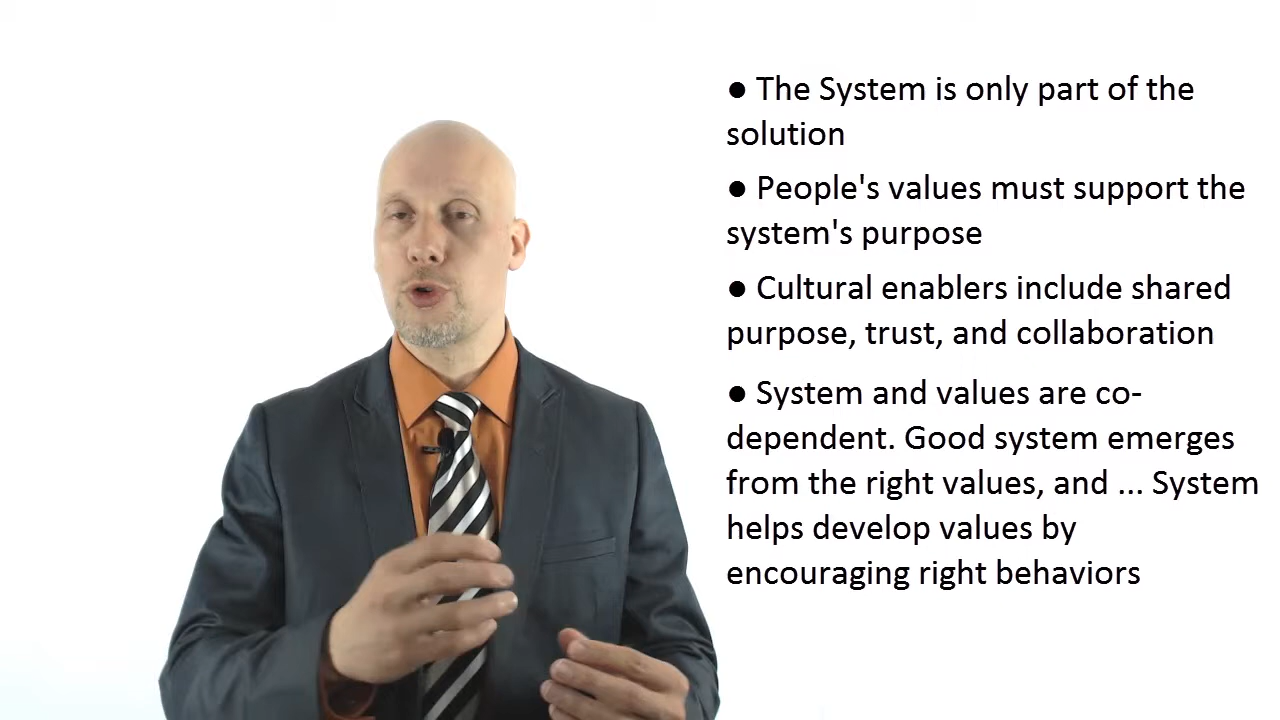 ● The System is only part of the
solution
● People's values must support the
system's purpose
● Cultural enablers include shared
purpose, trust, and collaboration
● System and values are co-
dependent. Good system emerges
from the right values, and ... System
helps develop values by
encouraging right behaviors